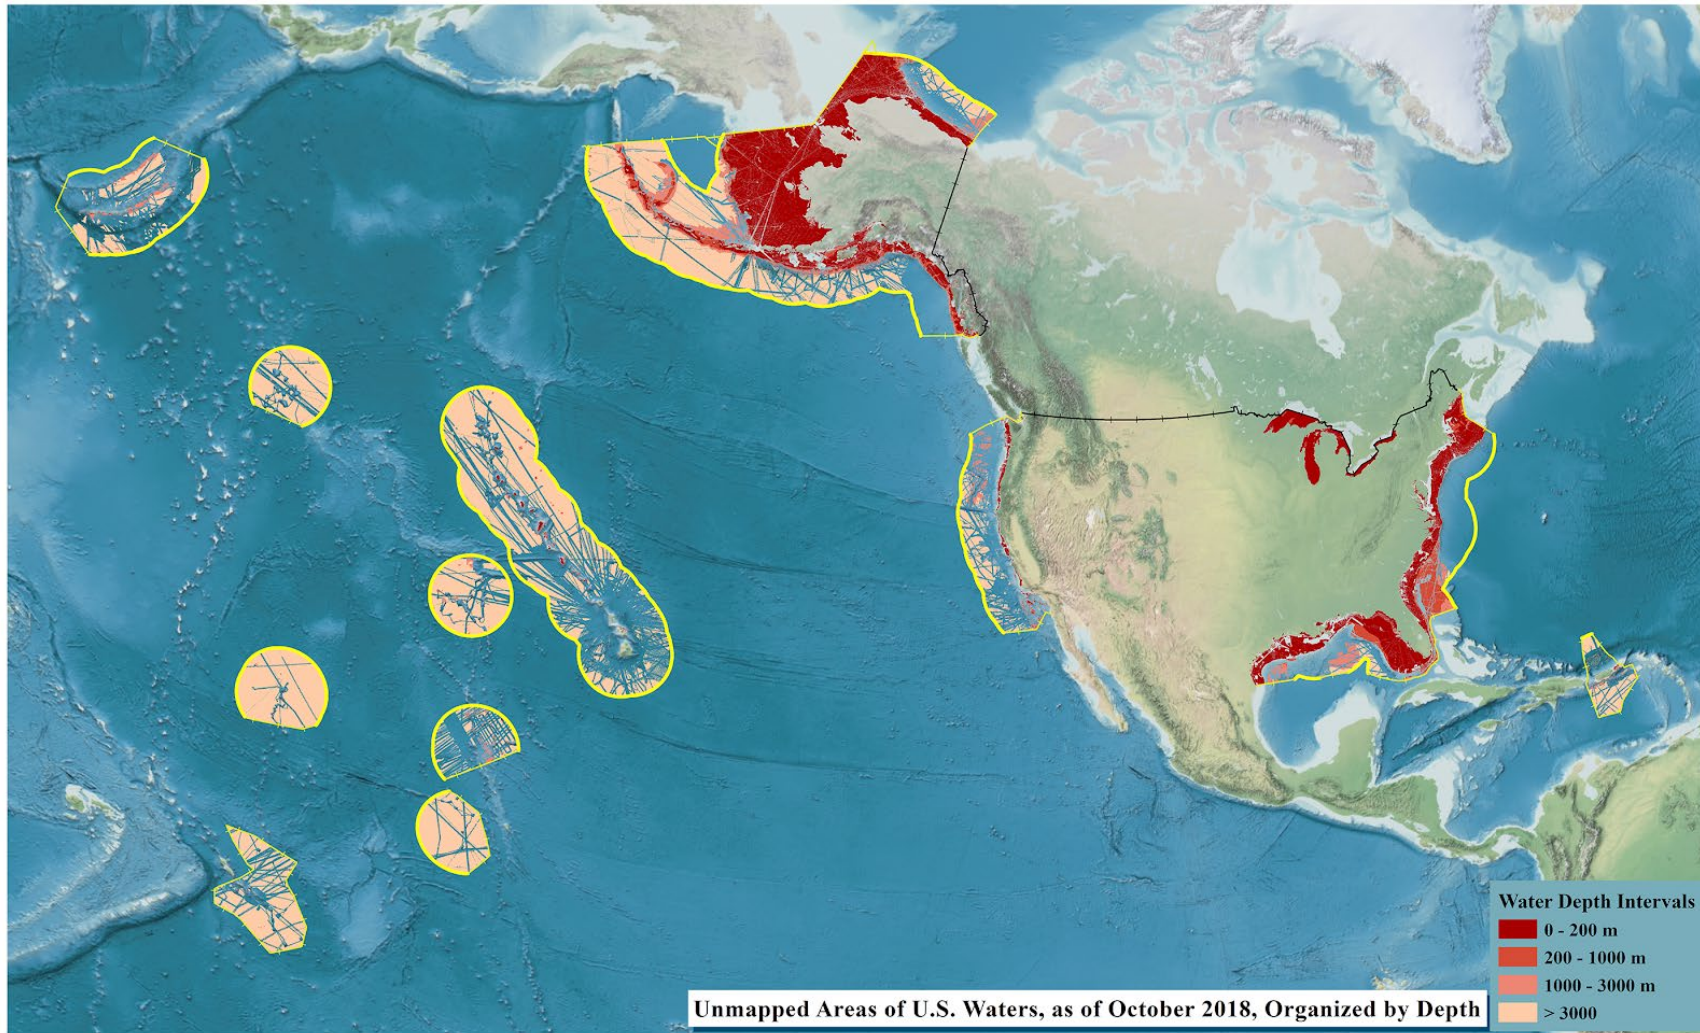 Water Depth Intervals
0 - 200 m
200 - 1000 m
1000 - 3000 m
> 3000
Unmapped Areas of U.S. Waters, as of October 2018, Organized by Depth